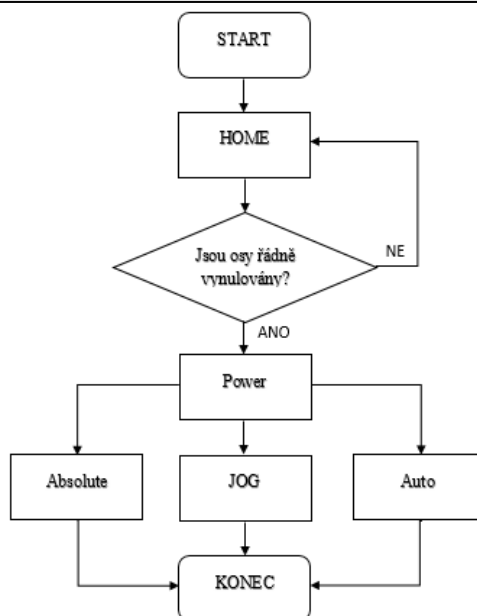 START
HOME
Jsou osy řádně
vynulovány?
NE
ANO
Power
Absolute
JOG
Auto
KONEC